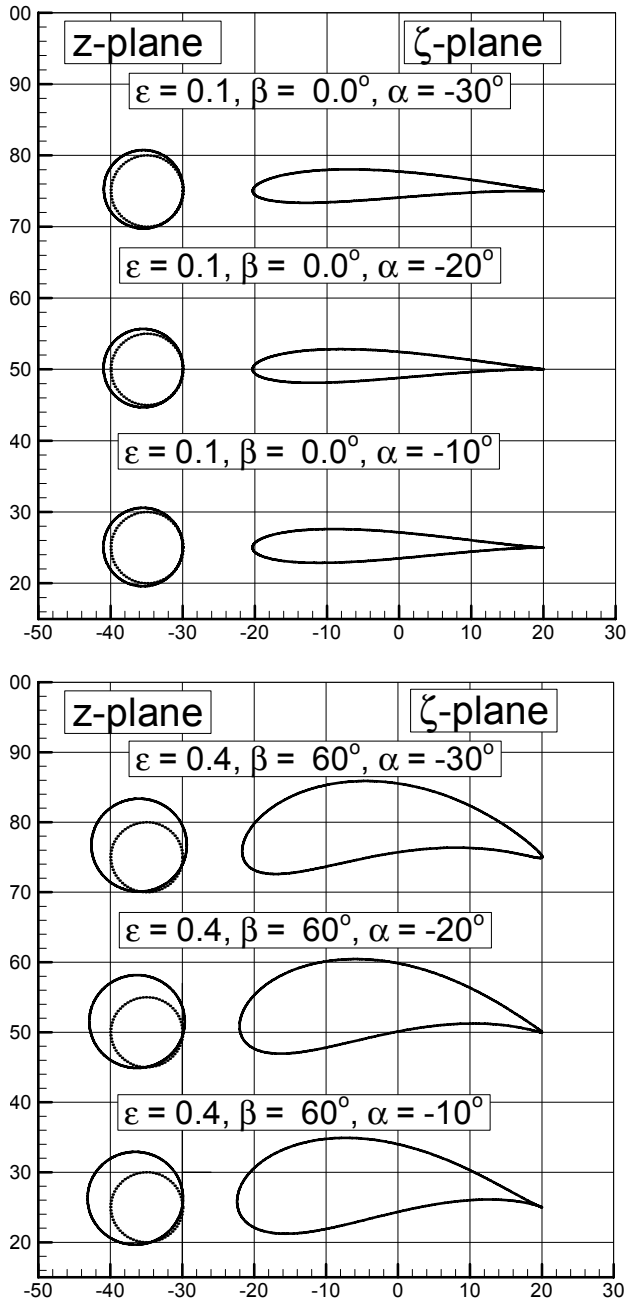 00
z-plane ζ-plane
90
ε = 0.1, β = 0.0°, α = -30°
80
70
ε = 0.1, β = 0.0°, α = -20°
60
50
40
ε = 0.1, β = 0.0°, α = -10°
30
20
-50 -40 -30 -20 -10 0 10 20 30
00
z-plane ζ-plane
90
ε = 0.4, β = 60°, α = -30°
80
70
ε = 0.4, β = 60°, α = -20°
60
50
40
ε = 0.4, β = 60°, α = -10°
30
20
-50 -40 -30 -20 -10 0 10 20 30